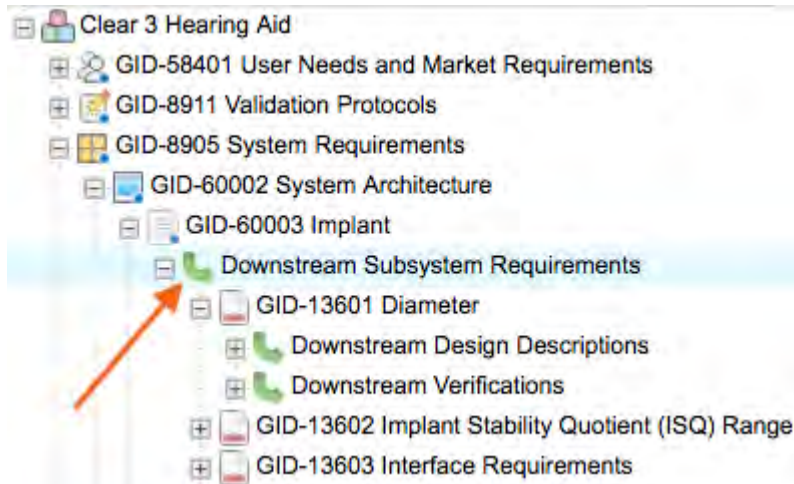 Clear 3 Hearing Aid
GID-58401 User Needs and Market Requirements
GID-8911 Validation Protocols
GID-8905 System Requirements
GID-60002 System Architecture
GID-60003 Implant
Downstream Subsystem Requirements
GID-13601 Diameter
Downstream Design Descriptions
Downstream Verifications
GID-13602 Implant Stability Quotient (ISQ) Range
GID-13603 Interface Requirements